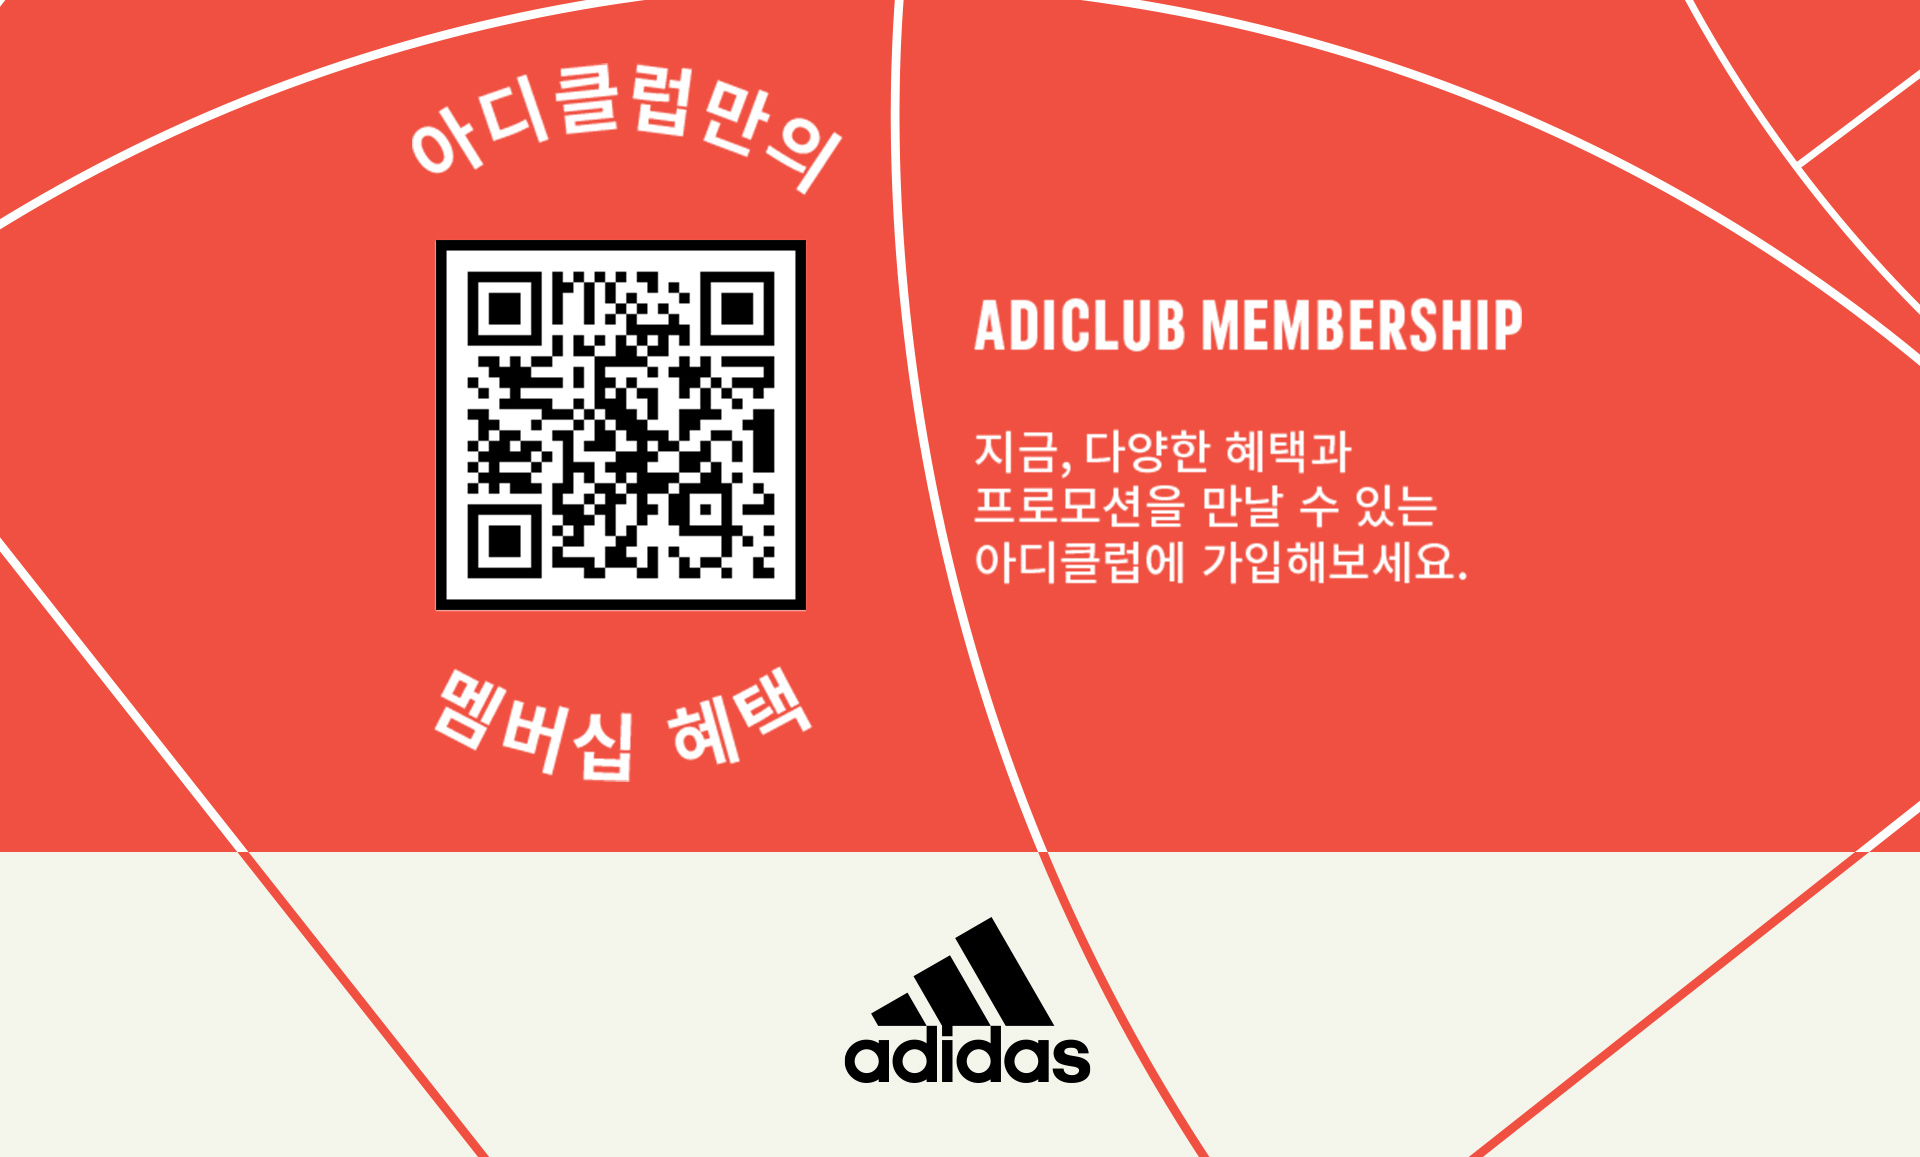 아디클럽만의
멤버십 혜택
ADICLUB MEMBERSHIP
지금, 다양한 혜택과
프로모션을 만날 수 있는
아디클럽에 가입해보세요.
adidas